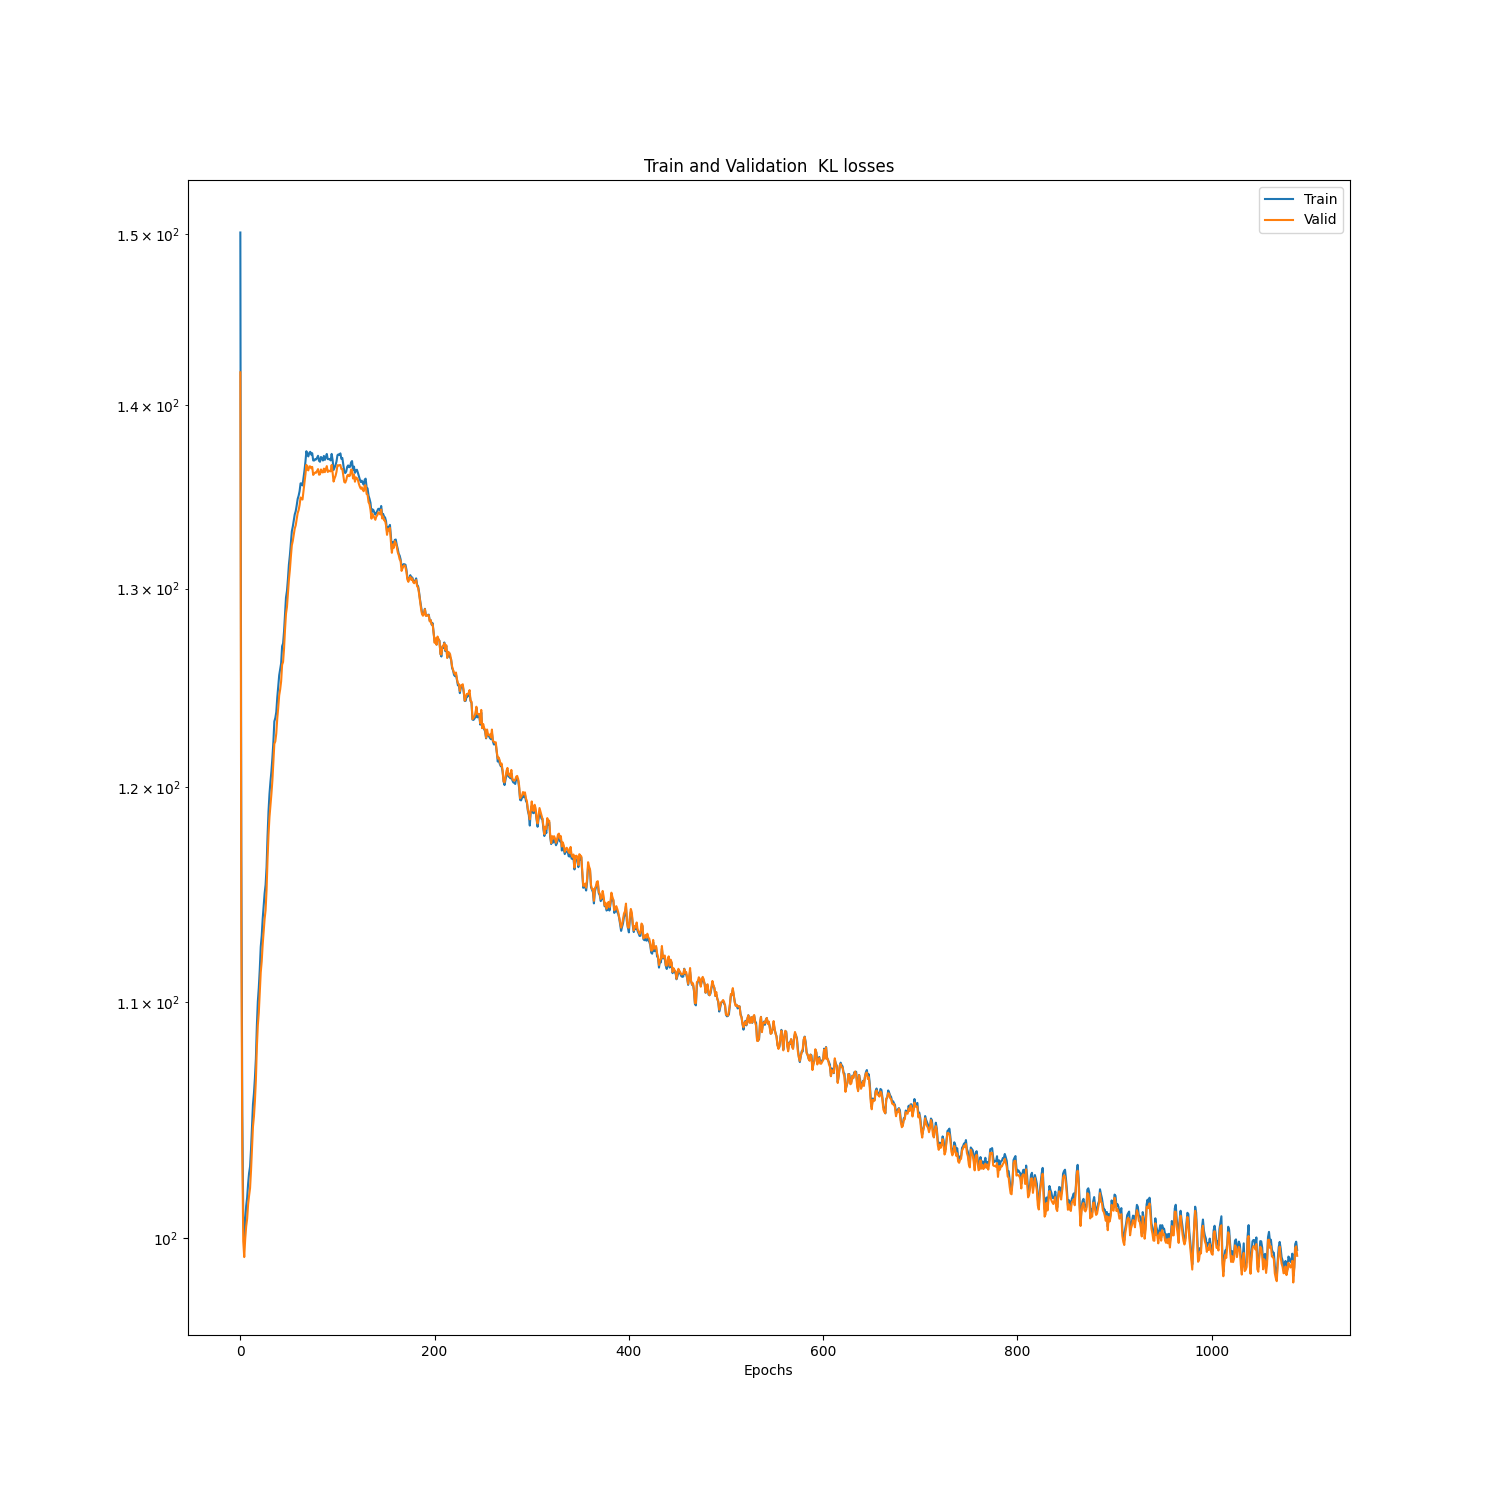 Train and Validation  KL losses
Train
Valid
1.5 × 10²
1.4 × 10²
1.3 × 10²
1.2 × 10²
1.1 × 10²
10²
0 200 400 600 800 1000
Epochs